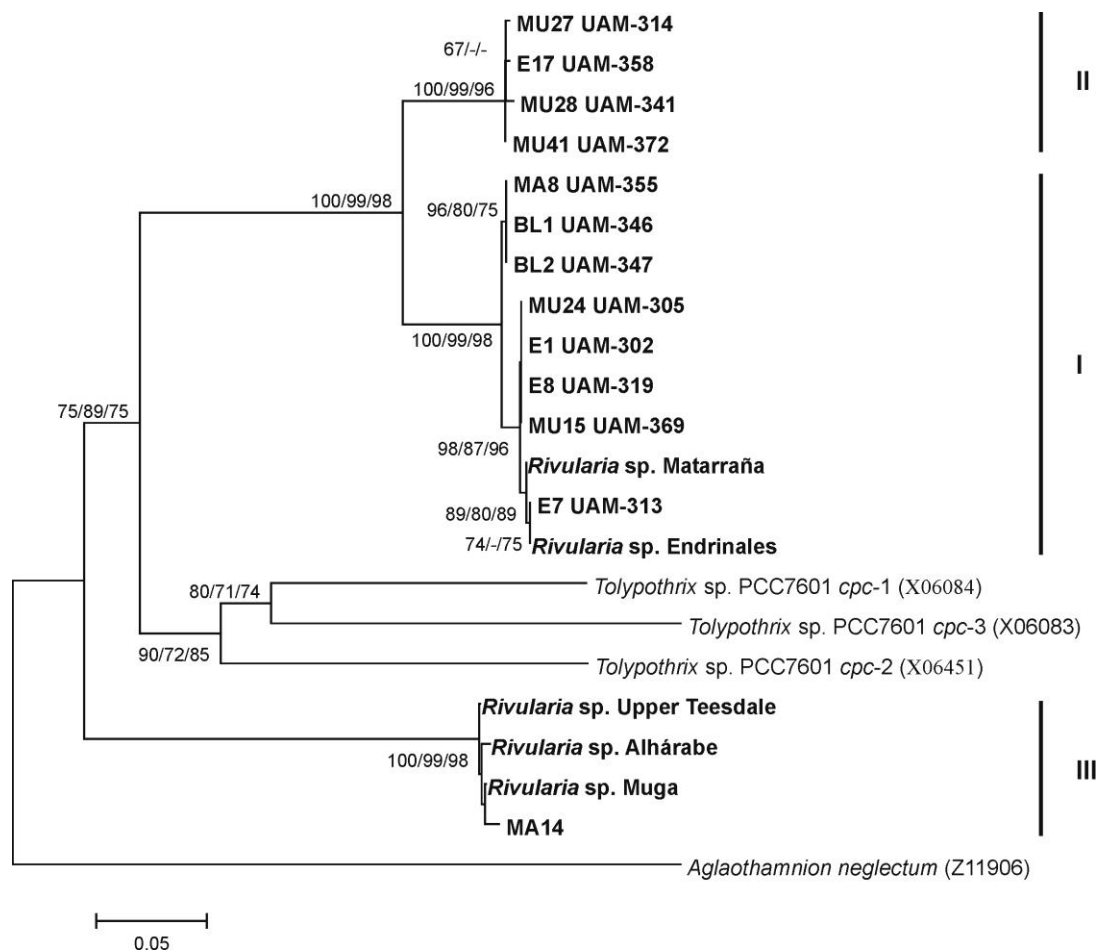 MU27 UAM-314
67/-/-
E17 UAM-358
100/99/96
MU28 UAM-341
II
MU41 UAM-372
MA8 UAM-355
100/99/98
96/80/75
BL1 UAM-346
BL2 UAM-347
MU24 UAM-305
100/99/98
E1 UAM-302
I
E8 UAM-319
75/89/75
MU15 UAM-369
98/87/96
Rivularia sp. Matarraña
E7 UAM-313
89/80/89
74/-/75
Rivularia sp. Endrinales
80/71/74
Tolypothrix sp. PCC7601 cpc-1 (X06084)
Tolypothrix sp. PCC7601 cpc-3 (X06083)
90/72/85
Tolypothrix sp. PCC7601 cpc-2 (X06451)
Rivularia sp. Upper Teesdale
Rivularia sp. Alhárabe
100/99/98
III
Rivularia sp. Muga
MA14
Aglaothamnion neglectum (Z11906)
0.05